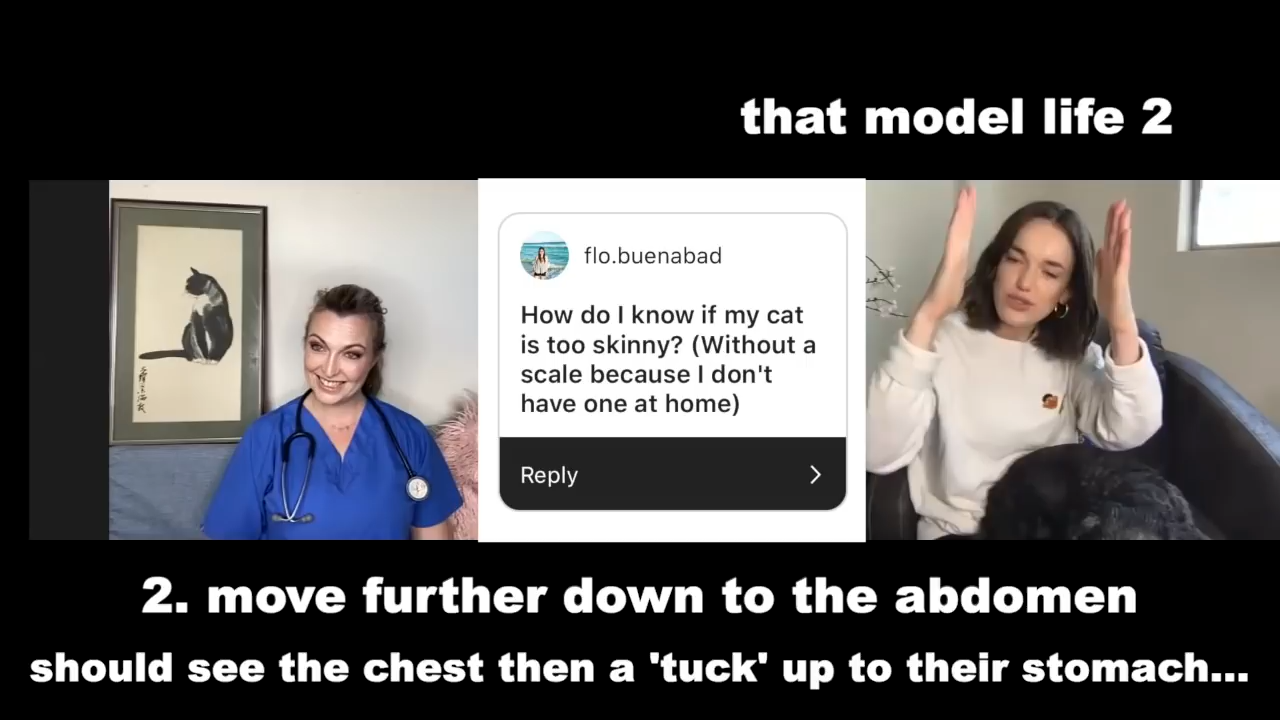 that model life 2
flo.buenabad
How do I know if my cat
is too skinny? (Without a
scale because I don't
have one at home)
Reply
2. move further down to the abdomen
should see the chest then a 'tuck' up to their stomach...